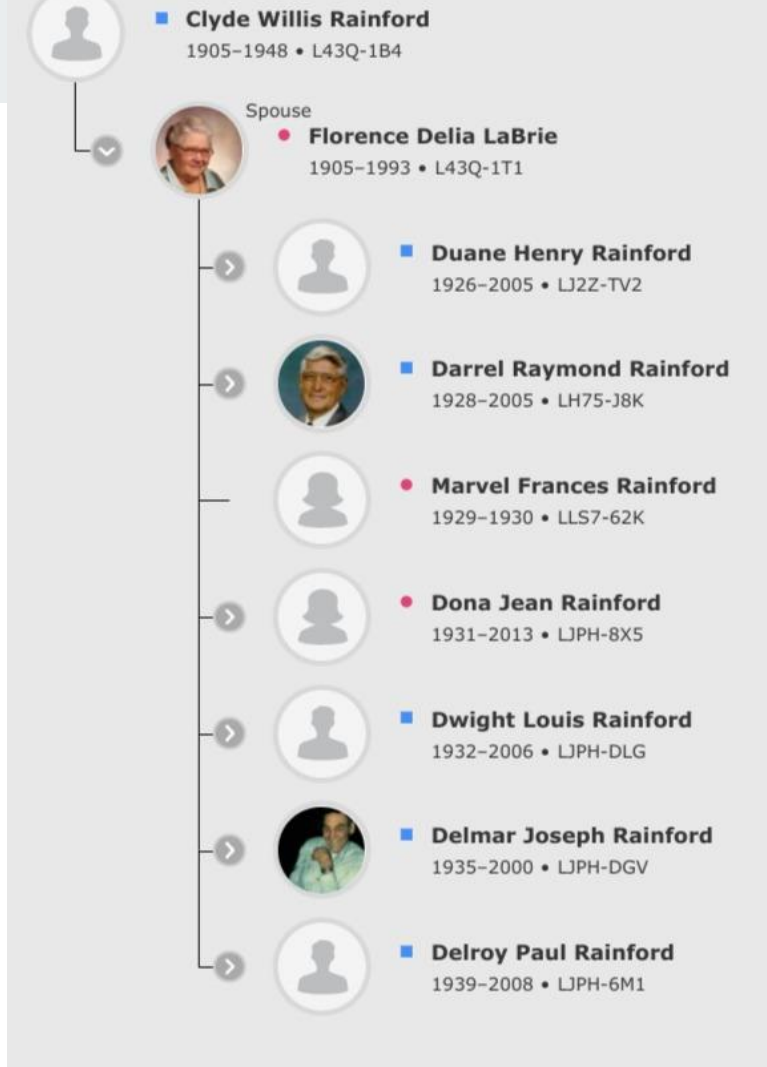 Clyde Willis Rainford
1905–1948 • L43Q-1B4
Spouse
Florence Delia LaBrie
1905–1993 • L43Q-1T1
Duane Henry Rainford
1926–2005 • LJ2Z-TV2
Darrel Raymond Rainford
1928–2005 • LH75-J8K
Marvel Frances Rainford
1929–1930 • LLS7-62K
Dona Jean Rainford
1931–2013 • LJPH-8X5
Dwight Louis Rainford
1932–2006 • LJPH-DLG
Delmar Joseph Rainford
1935–2000 • LJPH-DGV
Delroy Paul Rainford
1939–2008 • LJPH-6M1